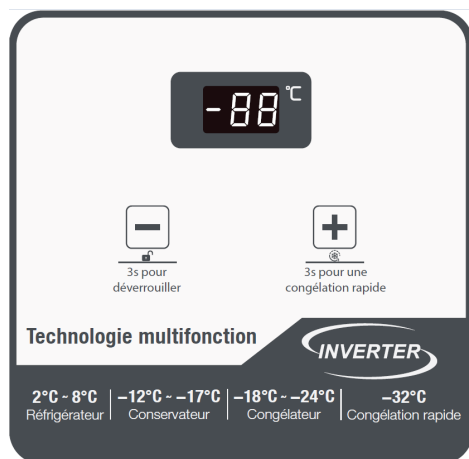 -88 °C
3s pour
déverrouiller
3s pour une
congélation rapide
Technologie multifonction
INVERTER
2°C ~ 8°C
Réfrigérateur
–12°C ~ –17°C
Conservateur
–18°C ~ –24°C
Congélateur
–32°C
Congélation rapide